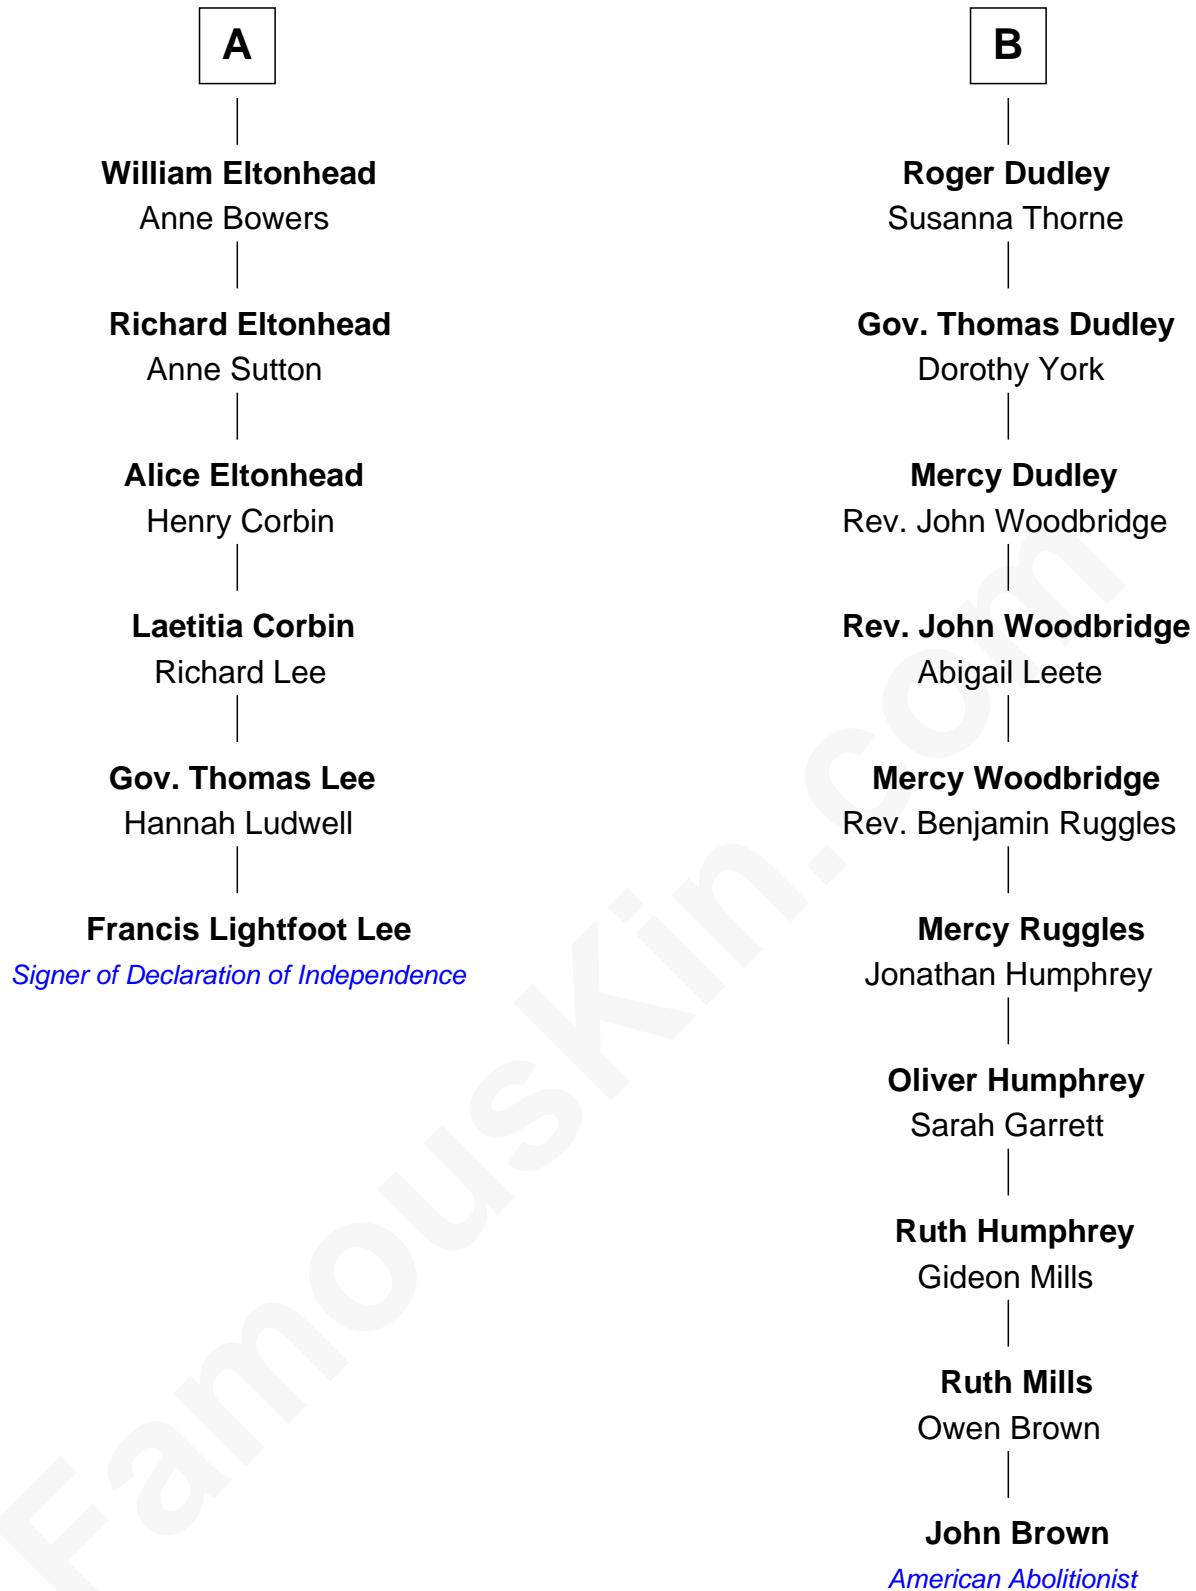 A
William Eltonhead
Anne Bowers
Richard Eltonhead
Anne Sutton
Alice Eltonhead
Henry Corbin
Laetitia Corbin
Richard Lee
Gov. Thomas Lee
Hannah Ludwell
Francis Lightfoot Lee
Signer of Declaration of Independence
B
Roger Dudley
Susanna Thorne
Gov. Thomas Dudley
Dorothy York
Mercy Dudley
Rev. John Woodbridge
Rev. John Woodbridge
Abigail Leete
Mercy Woodbridge
Rev. Benjamin Ruggles
Mercy Ruggles
Jonathan Humphrey
Oliver Humphrey
Sarah Garrett
Ruth Humphrey
Gideon Mills
Ruth Mills
Owen Brown
John Brown
American Abolitionist
FamousKin.com